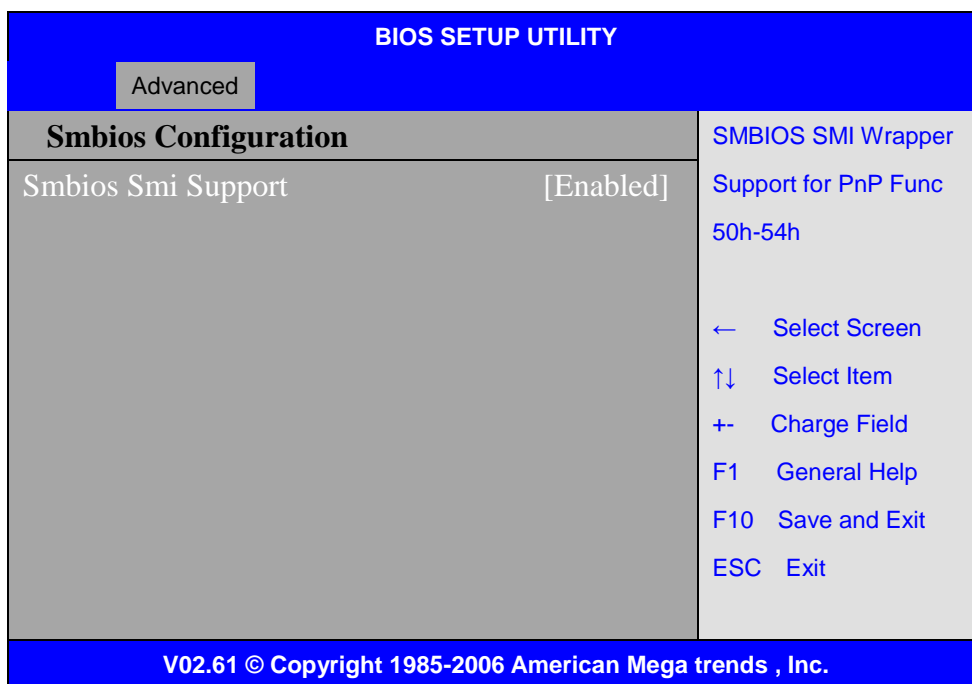 BIOS SETUP UTILITY
Advanced
Smbios Configuration
Smbios Smi Support [Enabled]
SMBIOS SMI Wrapper
Support for PnP Func
50h-54h
← Select Screen
↑↓ Select Item
+- Charge Field
F1 General Help
F10 Save and Exit
ESC Exit
V02.61 © Copyright 1985-2006 American Mega trends , Inc.